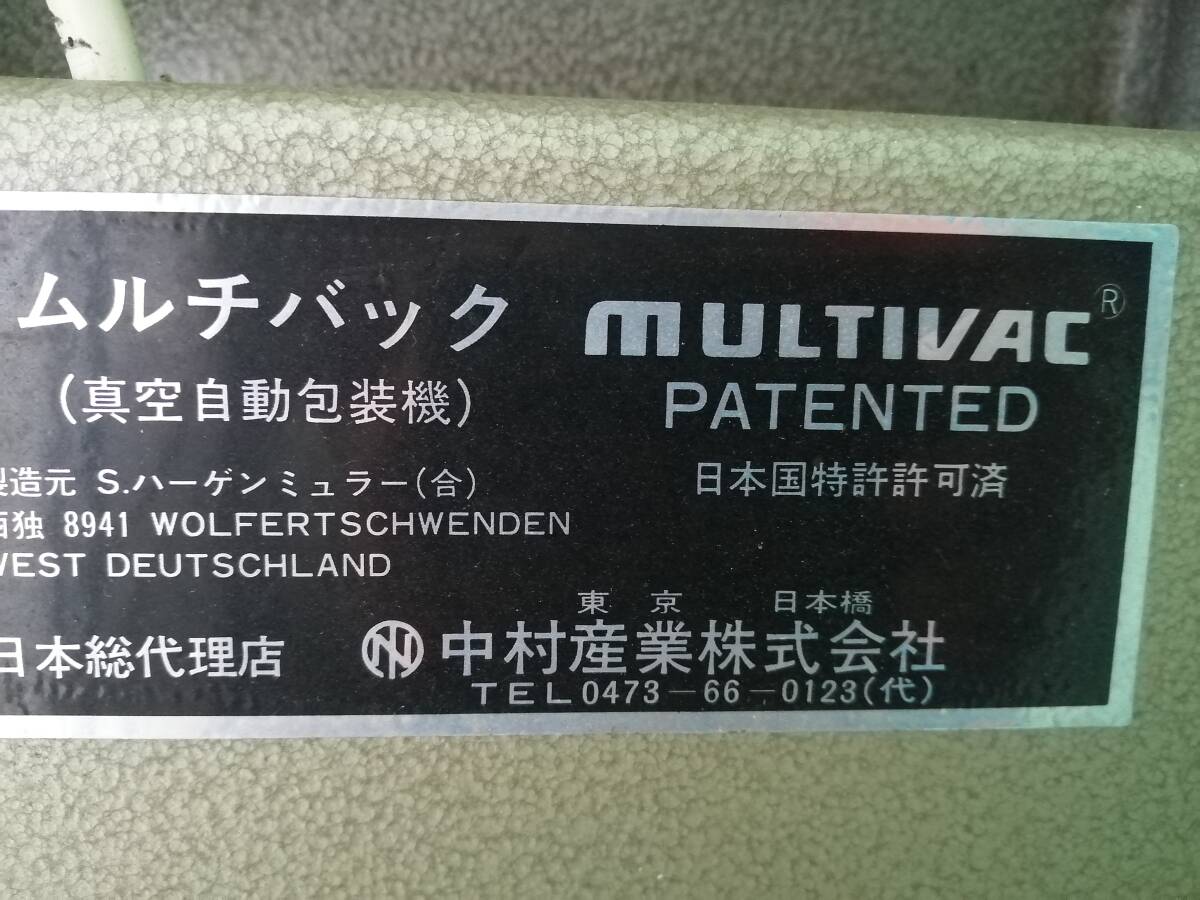 ムルチバック MULTIVAC®
(真空自動包装機) PATENTED
製造元 S.ハーゲンミュラー(合) 日本国特許許可済
西独 8941 WOLFERTSCHWENDEN
WEST DEUTSCHLAND
東京 日本橋
日本総代理店 N 中村産業株式会社
TEL 0473-66-0123(代)